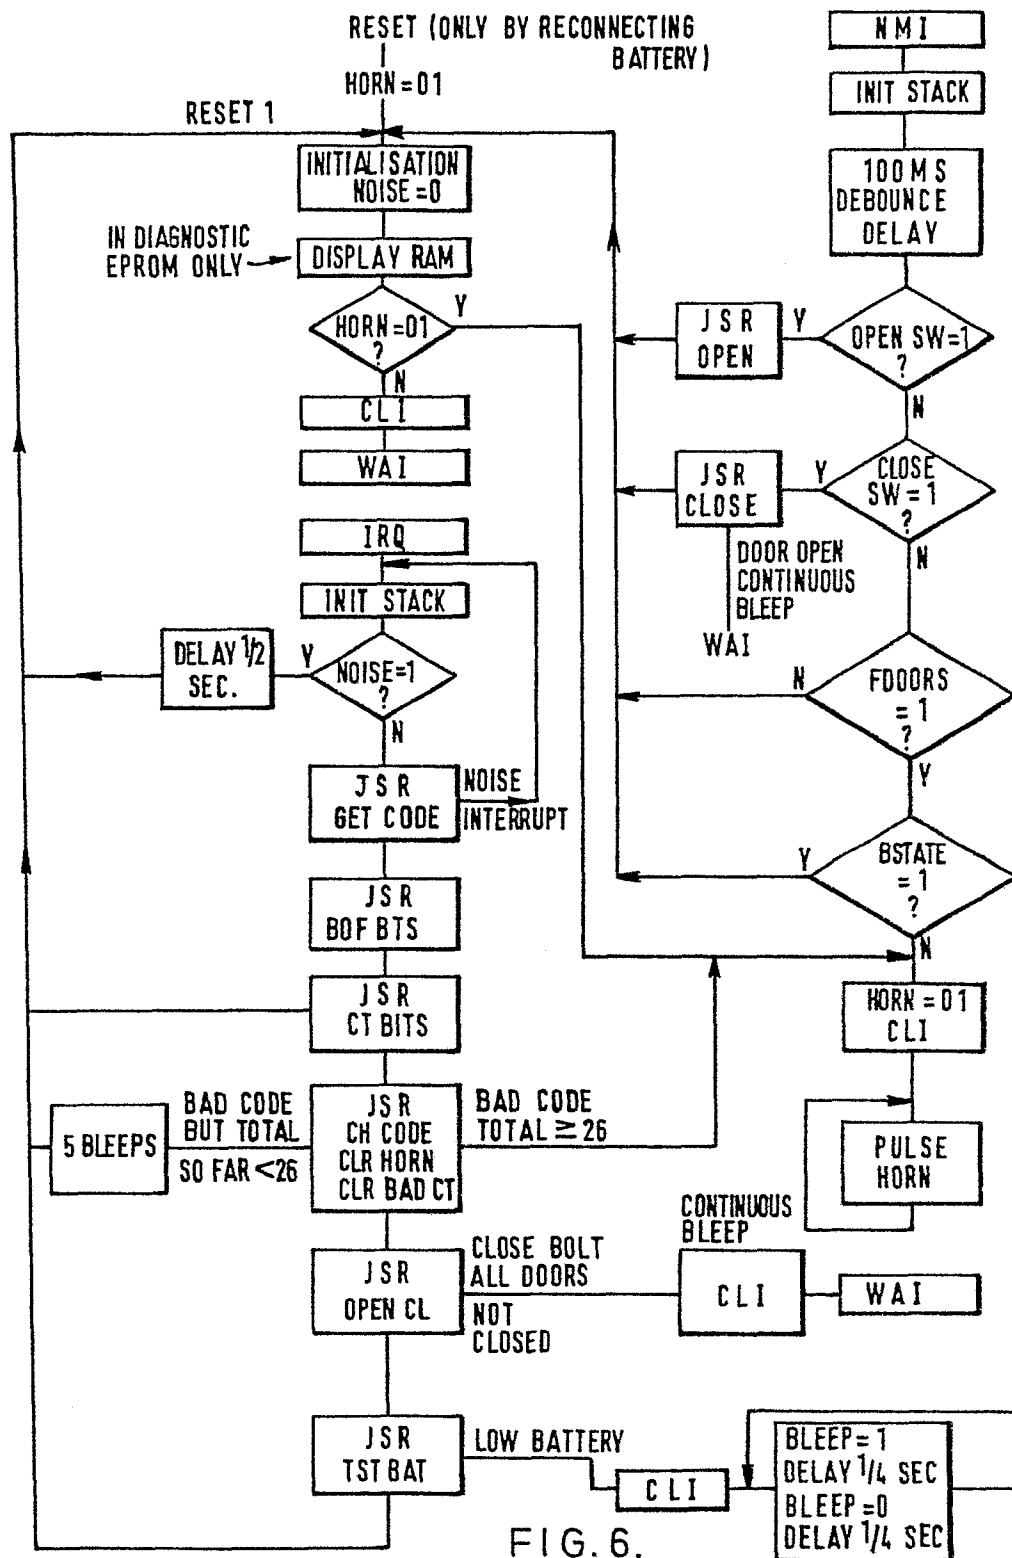 RESET (ONLY BY RECONNECTING
BATTERY)
HORN=01
RESET 1
INITIALISATION
NOISE=0
IN DIAGNOSTIC
EPROM ONLY
DISPLAY RAM
HORN=01
?
Y
N
CLI
WAI
IRQ
INIT STACK
NOISE=1
?
Y
N
DELAY 1/2
SEC.
JSR
GET CODE
NOISE
INTERRUPT
JSR
BOF BTS
JSR
CT BITS
JSR
CH CODE
CLR HORN
CLR BAD CT
BAD CODE
BUT TOTAL
SO FAR <26
5 BLEEPS
BAD CODE
TOTAL ≥ 26
JSR
OPEN CL
CLOSE BOLT
ALL DOORS
NOT
CLOSED
CONTINUOUS
BLEEP
CLI
WAI
JSR
TST BAT
LOW BATTERY
CLI
BLEEP=1
DELAY 1/4 SEC
BLEEP=0
DELAY 1/4 SEC
NMI
INIT STACK
100MS
DEBOUNCE
DELAY
OPEN SW=1
?
Y
N
JSR
OPEN
CLOSE
SW=1
?
Y
N
JSR
CLOSE
DOOR OPEN
CONTINUOUS
BLEEP
WAI
FDOORS
=1
?
N
Y
BSTATE
=1
?
Y
N
HORN=01
CLI
PULSE
HORN
FIG.6.